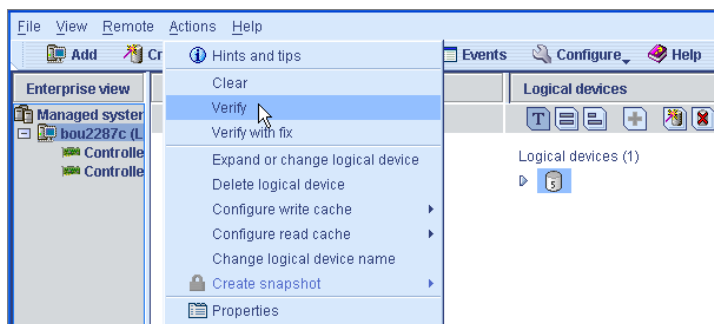 File View Remote Actions Help
Add Cr Events Configure Help
Hints and tips
Clear
Verify
Verify with fix
Expand or change logical device
Delete logical device
Configure write cache
Configure read cache
Change logical device name
Create snapshot
Properties
Enterprise view
Managed syster
bou2287c (L
Controlle
Controlle
Logical devices
T
Logical devices (1)
5